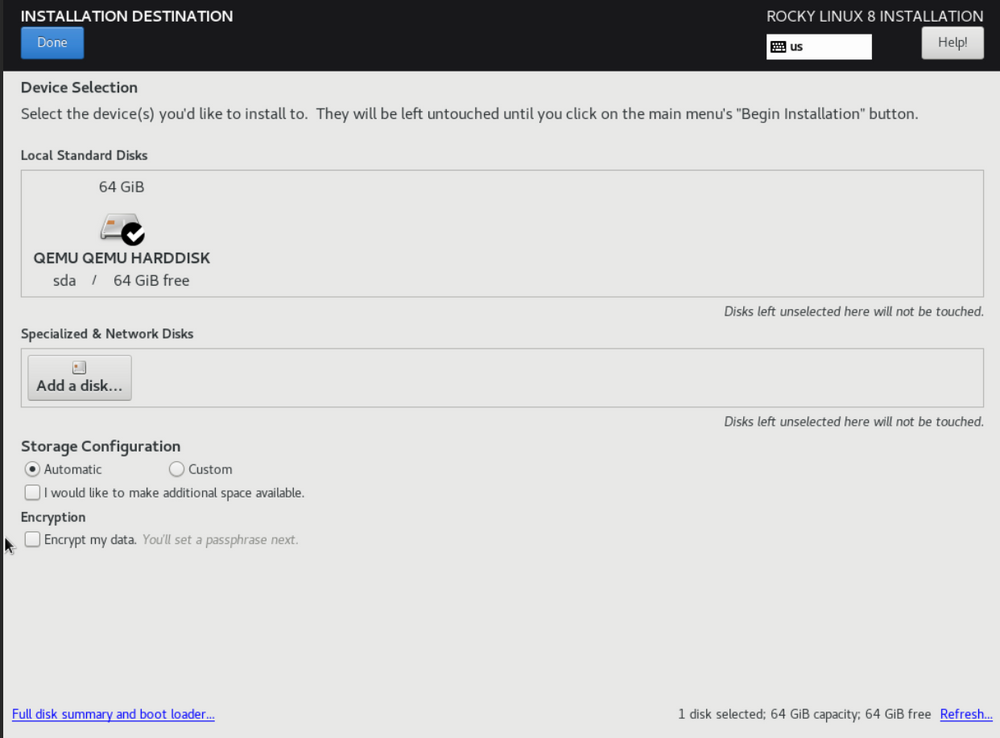 INSTALLATION DESTINATION
ROCKY LINUX 8 INSTALLATION
Done
us
Help!
Device Selection
Select the device(s) you'd like to install to.  They will be left untouched until you click on the main menu's "Begin Installation" button.
Local Standard Disks
64 GiB
QEMU QEMU HARDDISK
sda / 64 GiB free
Disks left unselected here will not be touched.
Specialized & Network Disks
Add a disk...
Disks left unselected here will not be touched.
Storage Configuration
Automatic
Custom
I would like to make additional space available.
Encryption
Encrypt my data. You'll set a passphrase next.
Full disk summary and boot loader...
1 disk selected; 64 GiB capacity; 64 GiB free Refresh...